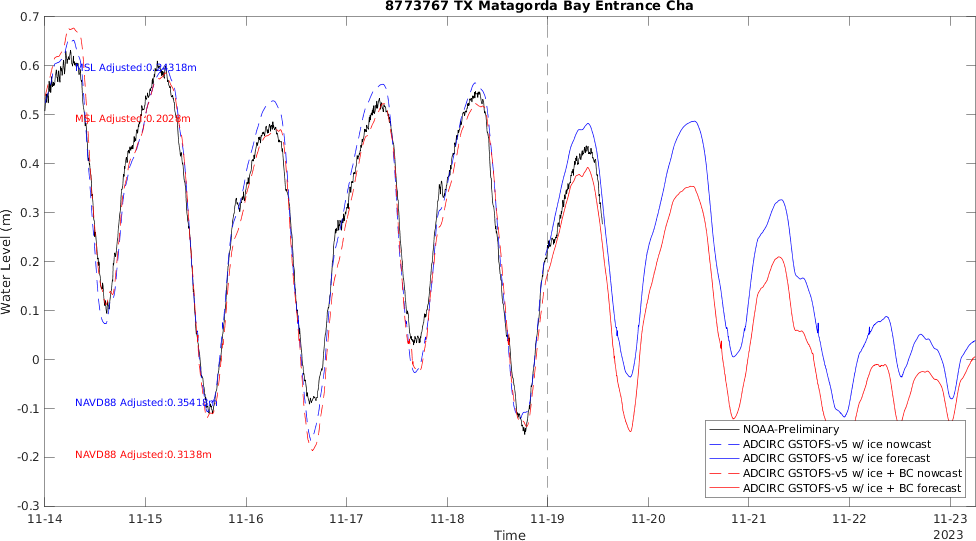 8773767 TX Matagorda Bay Entrance Cha
Water Level (m)
0.7
0.6
0.5
0.4
0.3
0.2
0.1
0
-0.1
-0.2
-0.3
MSL Adjusted:0.34318m
MSL Adjusted:0.2028m
NAVD88 Adjusted:0.35418m
NAVD88 Adjusted:0.3138m
NOAA-Preliminary
ADCIRC GSTOFS-v5 w/ ice nowcast
ADCIRC GSTOFS-v5 w/ ice forecast
ADCIRC GSTOFS-v5 w/ ice + BC nowcast
ADCIRC GSTOFS-v5 w/ ice + BC forecast
11-14 11-15 11-16 11-17 11-18 11-19 11-20 11-21 11-22 11-23
2023
Time